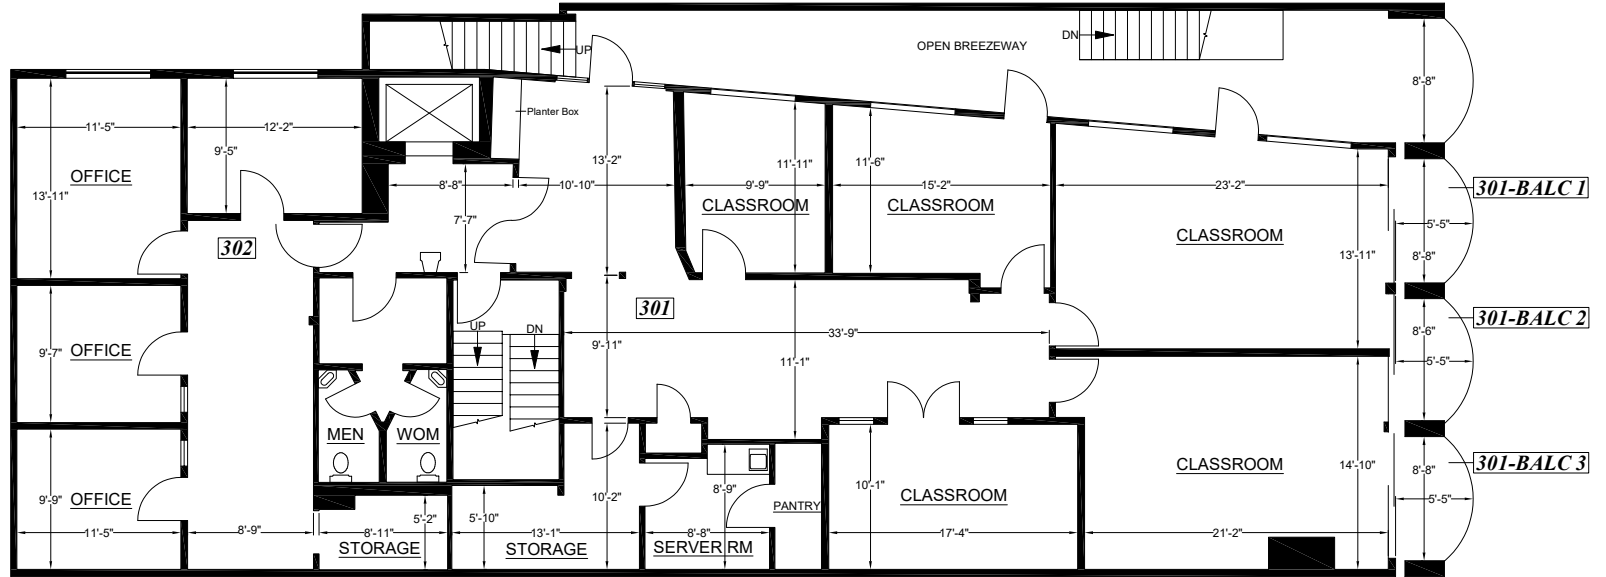 OPEN BREEZEWAY
DN
UP
8'-8"
Planter Box
11'-5"
12'-2"
9'-5"
13'-2"
11'-11"
11'-6"
OFFICE
13'-11"
8'-8"
10'-10"
9'-9"
15'-2"
23'-2"
301-BALC 1
CLASSROOM
CLASSROOM
7'-7"
5'-5"
CLASSROOM
302
13'-11"
8'-8"
301
301-BALC 2
UP
DN
33'-9"
8'-6"
OFFICE
9'-7"
9'-11"
11'-1"
5'-5"
MEN
WOM
CLASSROOM
14'-10"
301-BALC 3
8'-8"
OFFICE
9'-9"
10'-2"
8'-9"
10'-1"
CLASSROOM
5'-5"
PANTRY
5'-2"
5'-10"
11'-5"
8'-9"
8'-11"
13'-1"
8'-8"
17'-4"
21'-2"
STORAGE
STORAGE
SERVER RM